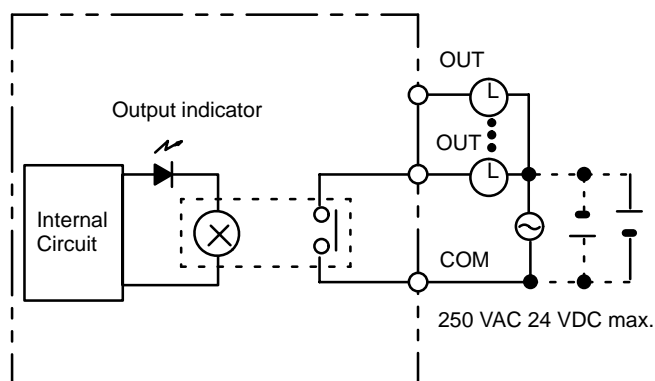 OUT
L
Output indicator
OUT
L
Internal
Circuit
COM
250 VAC 24 VDC max.